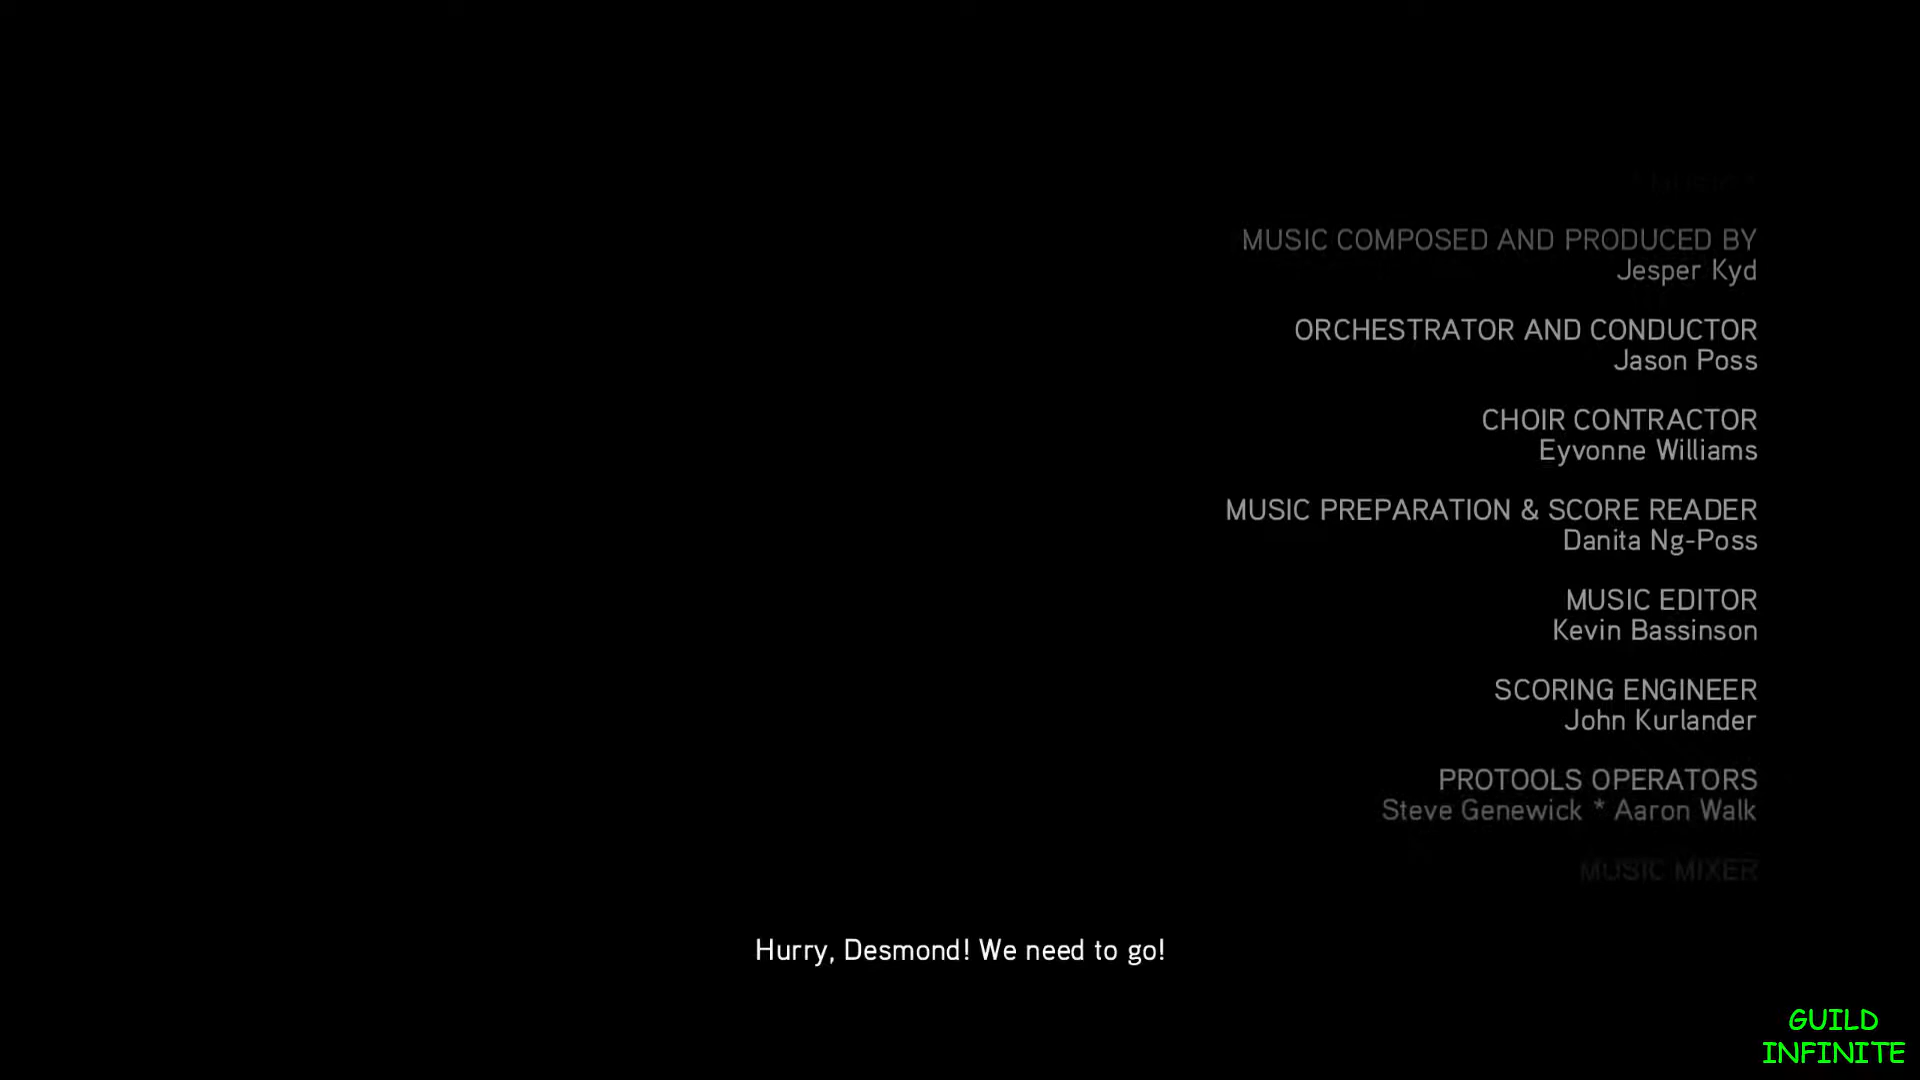 MUSIC COMPOSED AND PRODUCED BY
Jesper Kyd
ORCHESTRATOR AND CONDUCTOR
Jason Poss
CHOIR CONTRACTOR
Eyvonne Williams
MUSIC PREPARATION & SCORE READER
Danita Ng-Poss
MUSIC EDITOR
Kevin Bassinson
SCORING ENGINEER
John Kurlander
PROTOOLS OPERATORS
Steve Genewick * Aaron Walk
MUSIC MIXER
Hurry, Desmond! We need to go!
GUILD
INFINITE